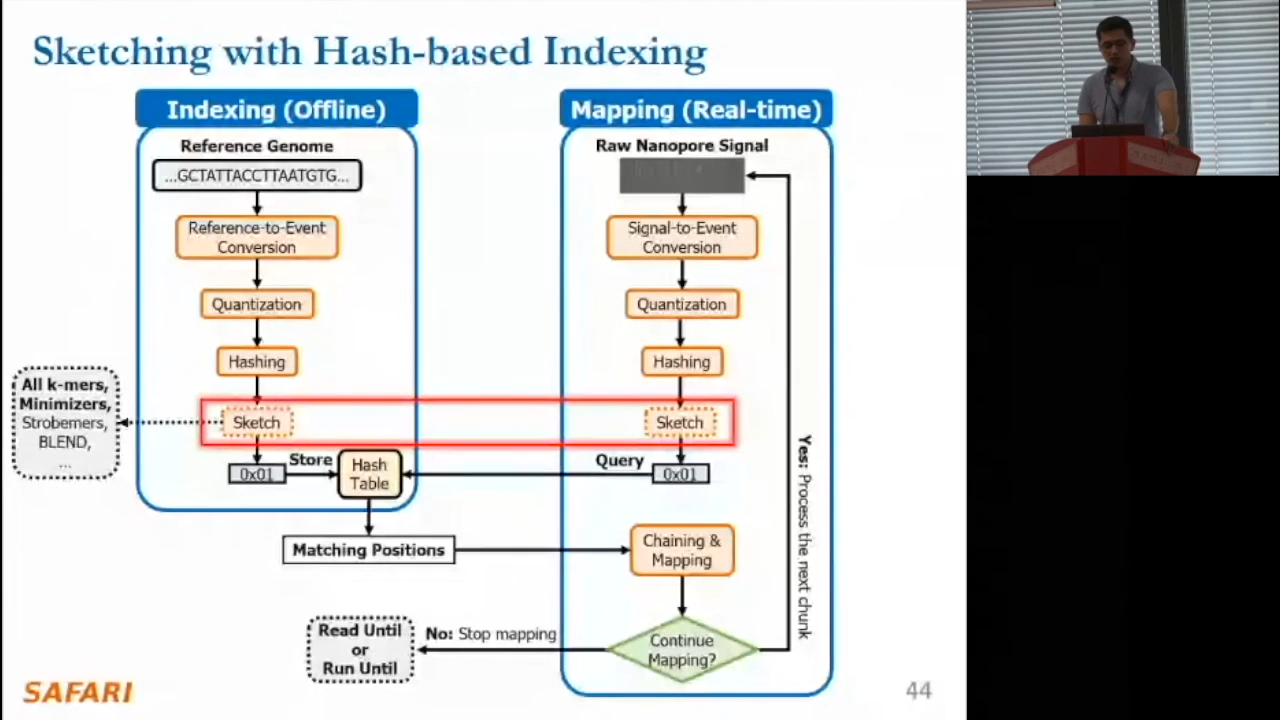 Sketching with Hash-based Indexing
Indexing (Offline)
Reference Genome
...GCTATTACCTTAATGTG...
Reference-to-Event
Conversion
Quantization
Hashing
Sketch
0x01
Store
Hash
Table
All k-mers,
Minimizers,
Strobemers,
BLEND,
...
Matching Positions
Mapping (Real-time)
Raw Nanopore Signal
Signal-to-Event
Conversion
Quantization
Hashing
Sketch
0x01
Query
Chaining &
Mapping
Continue
Mapping?
Yes: Process the next chunk
No: Stop mapping
Read Until
or
Run Until
SAFARI
44